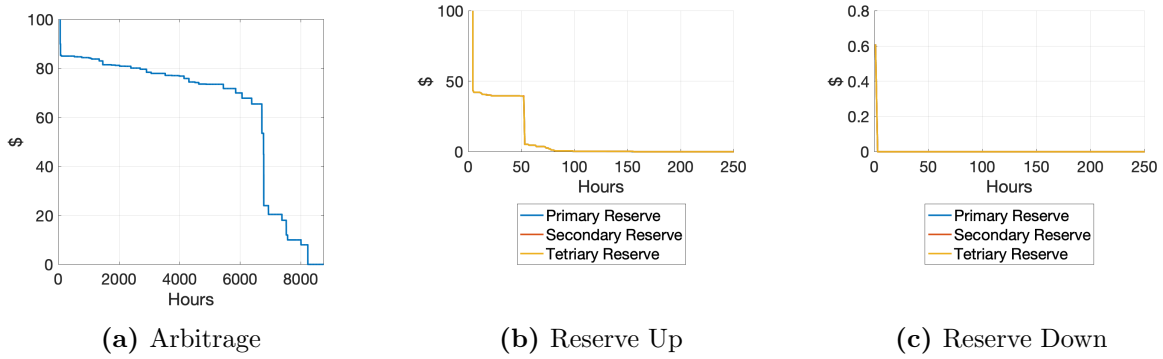 100
80
60
40
20
0
$
0 2000 4000 6000 8000
Hours
(a) Arbitrage
100
50
0
$
0 50 100 150 200 250
Hours
Primary Reserve
Secondary Reserve
Tetriary Reserve
(b) Reserve Up
0.8
0.6
0.4
0.2
0
$
0 50 100 150 200 250
Hours
Primary Reserve
Secondary Reserve
Tetriary Reserve
(c) Reserve Down